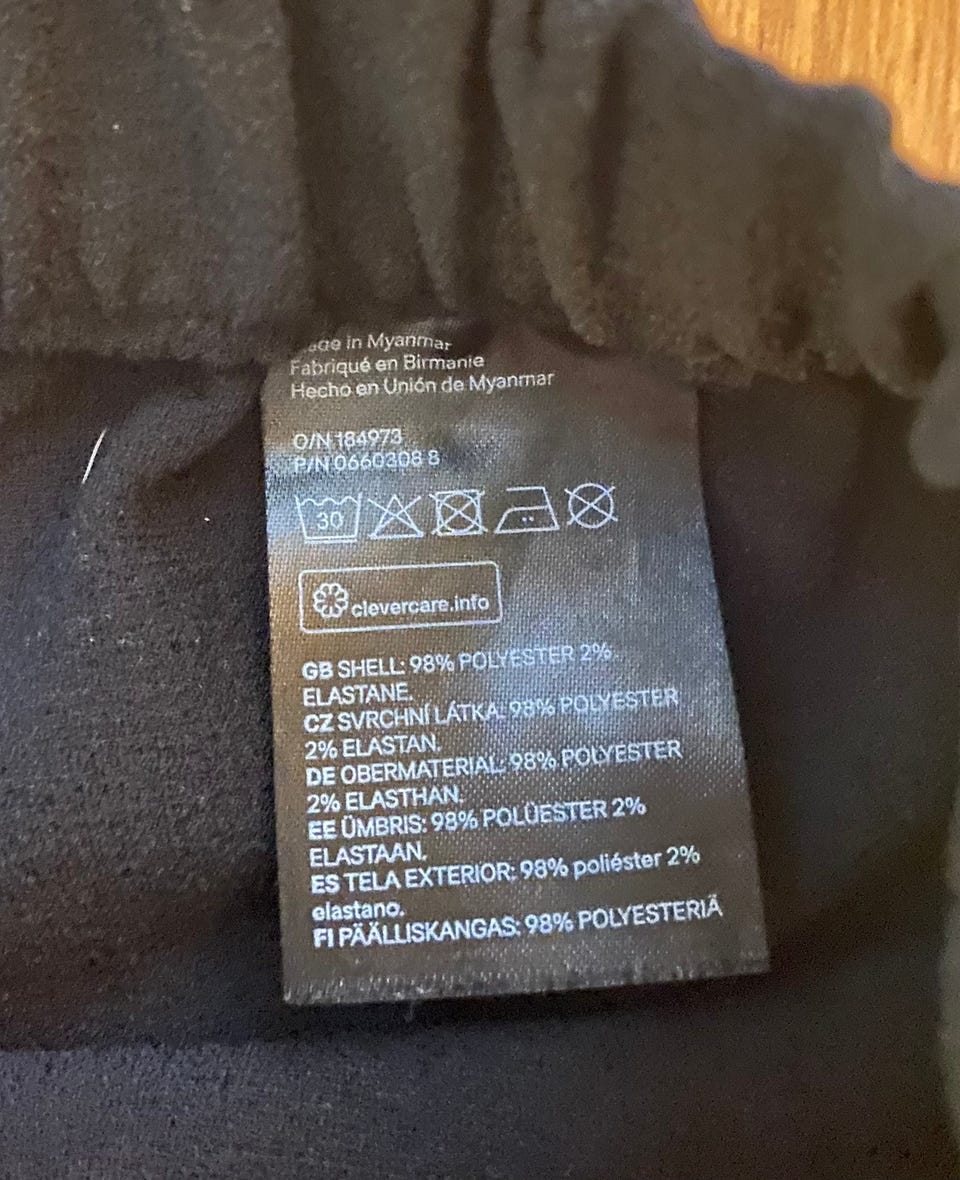 in Myanmar
Fabriqué en Birmanie
Hecho en Unión de Myanmar
O/N 184973
P/N 0660308 8
30
clevercare.info
GB SHELL: 98% POLYESTER 2%
ELASTANE.
CZ SVRCHNÍ LÁTKA: 98% POLYESTER
2% ELASTAN.
DE OBERMATERIAL: 98% POLYESTER
2% ELASTHAN.
EE ÜMBRIS: 98% POLÜESTER 2%
ELASTAAN.
ES TELA EXTERIOR: 98% poliéster 2%
elastano.
FI PÄÄLLISKANGAS: 98% POLYESTERIÄ